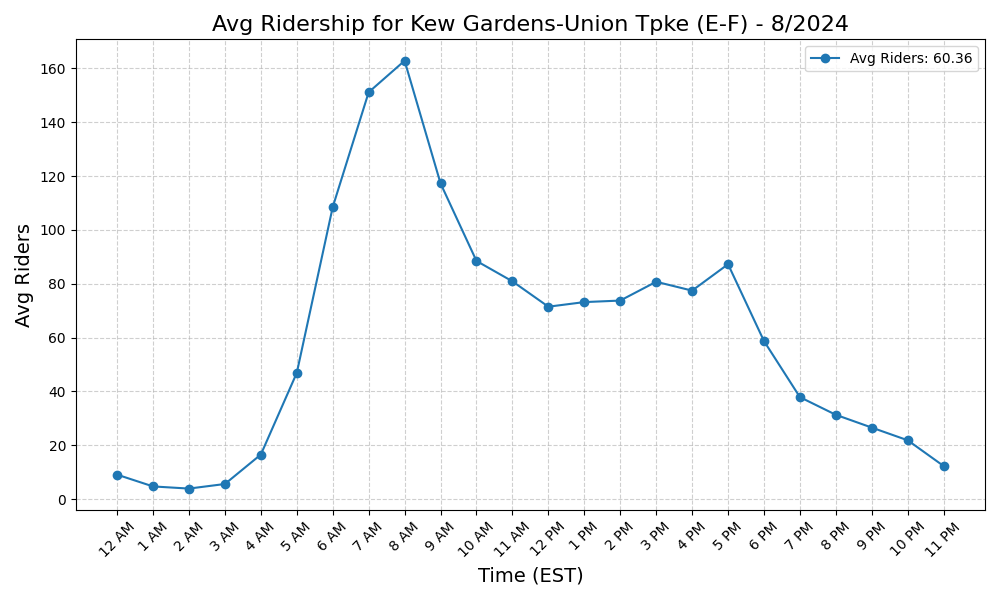 Avg Ridership for Kew Gardens-Union Tpke (E-F) - 8/2024
Avg Riders: 60.36
Avg Riders
160
140
120
100
80
60
40
20
0
12 AM
1 AM
2 AM
3 AM
4 AM
5 AM
6 AM
7 AM
8 AM
9 AM
10 AM
11 AM
12 PM
1 PM
2 PM
3 PM
4 PM
5 PM
6 PM
7 PM
8 PM
9 PM
10 PM
11 PM
Time (EST)